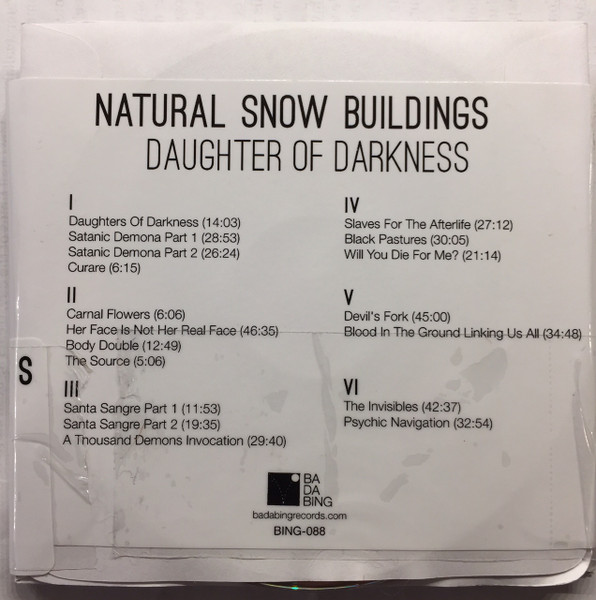 NATURAL SNOW BUILDINGS
DAUGHTER OF DARKNESS
I
Daughters Of Darkness (14:03)
Satanic Demona Part 1 (28:53)
Satanic Demona Part 2 (26:24)
Curare (6:15)
II
Carnal Flowers (6:06)
Her Face Is Not Her Real Face (46:35)
Body Double (12:49)
The Source (5:06)
S
III
Santa Sangre Part 1 (11:53)
Santa Sangre Part 2 (19:35)
A Thousand Demons Invocation (29:40)
IV
Slaves For The Afterlife (27:12)
Black Pastures (30:05)
Will You Die For Me? (21:14)
V
Devil's Fork (45:00)
Blood In The Ground Linking Us All (34:48)
VI
The Invisibles (42:37)
Psychic Navigation (32:54)
BA
DA
BING
badabingrecords.com
BING-088